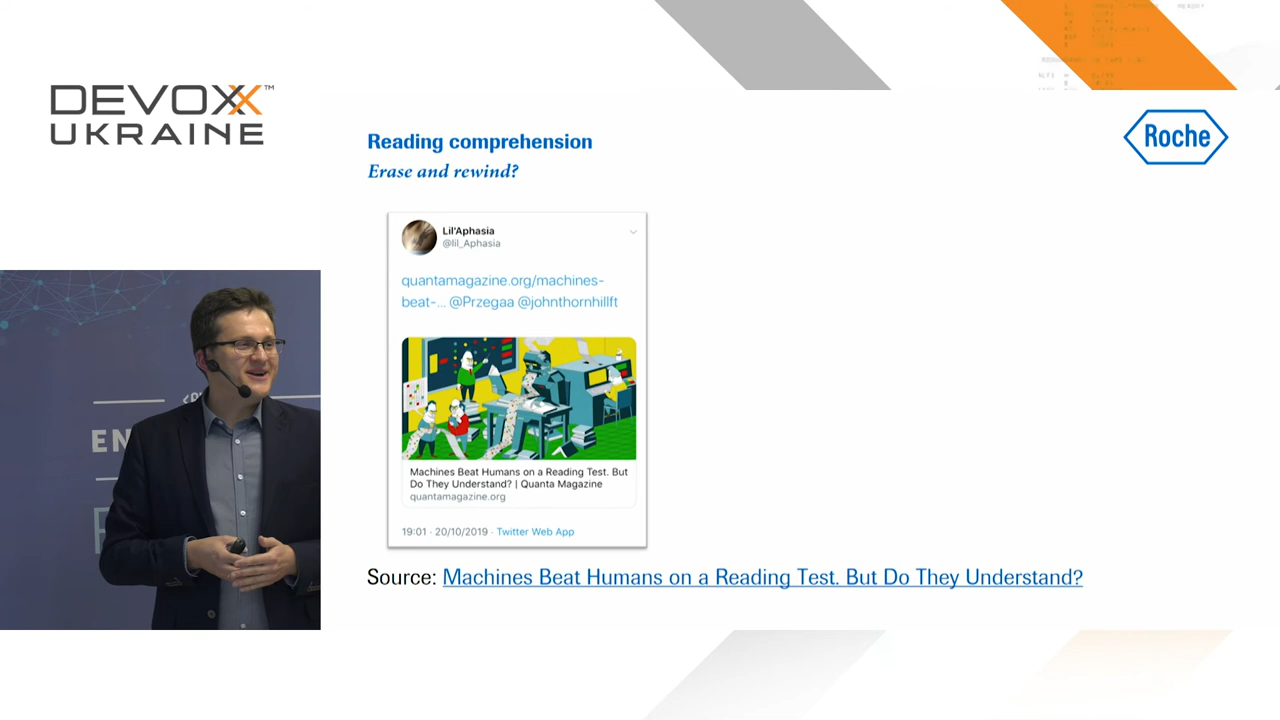 DEVOXX™
UKRAINE
Reading comprehension
Roche
Erase and rewind?
Lil'Aphasia
@lil_Aphasia
quantamagazine.org/machines-
beat-... @Przegaa @johnthornhillft
Machines Beat Humans on a Reading Test. But
Do They Understand? | Quanta Magazine
quantamagazine.org
19:01 · 20/10/2019 · Twitter Web App
Source: Machines Beat Humans on a Reading Test. But Do They Understand?
EN